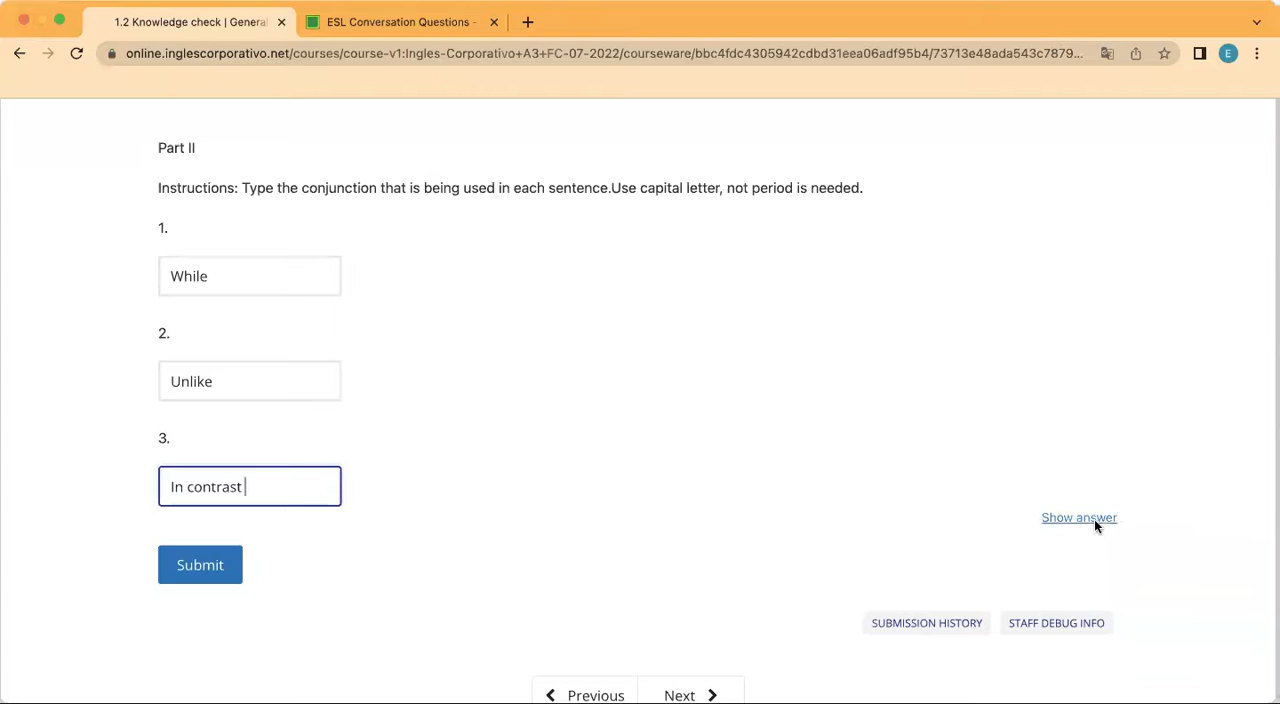 1.2 Knowledge check | General
ESL Conversation Questions -
online.inglescorporativo.net/courses/course-v1:Ingles-Corporativo+A3+FC-07-2022/courseware/bbc4fdc4305942cdbd31eea06adf95b4/73713e48ada543c7879...
E
Part II
Instructions: Type the conjunction that is being used in each sentence.Use capital letter, not period is needed.
1.
While
2.
Unlike
3.
In contrast
Show answer
Submit
SUBMISSION HISTORY
STAFF DEBUG INFO
Previous
Next